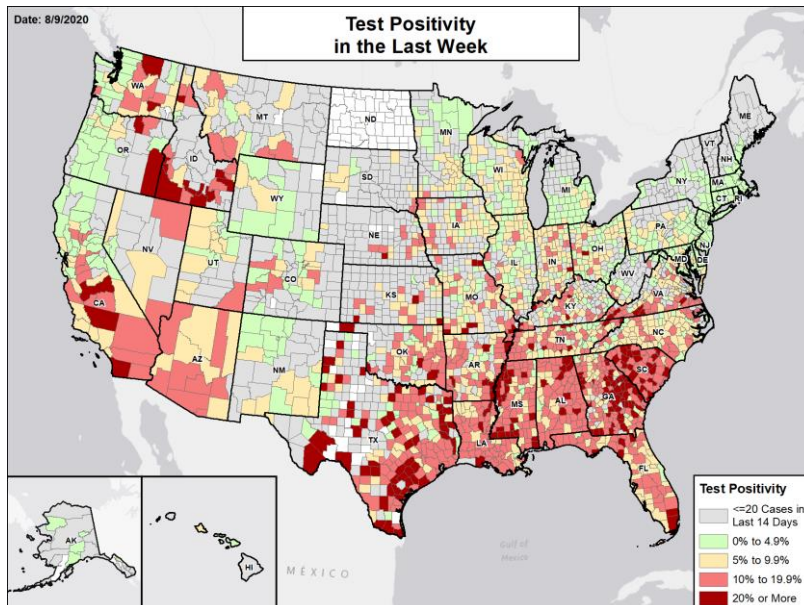 Date: 8/9/2020
Test Positivity
in the Last Week
WA
MT
ND
MN
ME
OR
ID
SD
WI
MI
VT
NH
NY
MA
CT
RI
WY
NE
IA
PA
NJ
NV
UT
CO
IL
IN
OH
MD
DE
WV
CA
KS
MO
KY
VA
AZ
NM
OK
AR
TN
NC
SC
TX
LA
MS
AL
GA
FL
AK
HI
MÉXICO
Gulf of
Mexico
Test Positivity
<=20 Cases in
Last 14 Days
0% to 4.9%
5% to 9.9%
10% to 19.9%
20% or More